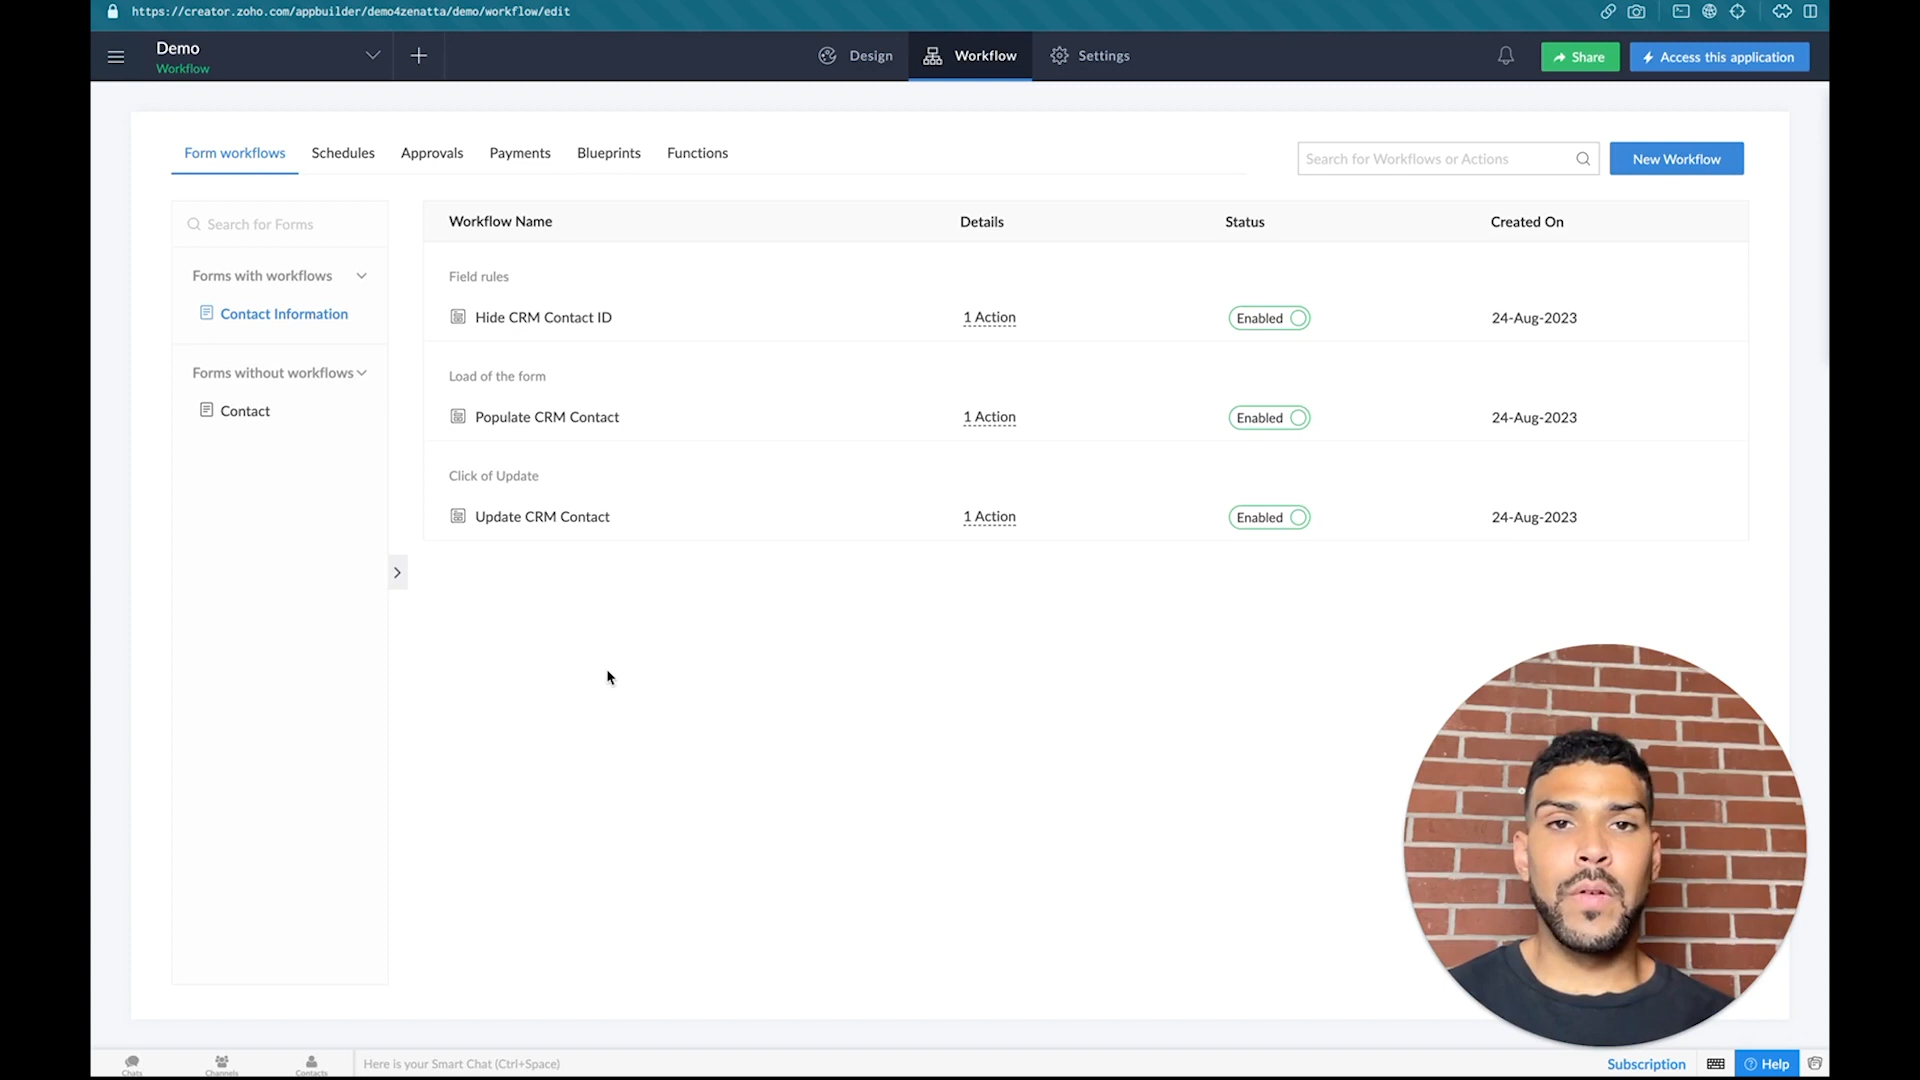 https://creator.zoho.com/appbuilder/demo4zenatta/demo/workflow/edit
Demo
Workflow
Design
Workflow
Settings
Share
Access this application
Form workflows
Schedules
Approvals
Payments
Blueprints
Functions
Search for Workflows or Actions
New Workflow
Search for Forms
Forms with workflows
Contact Information
Forms without workflows
Contact
Workflow Name
Details
Status
Created On
Field rules
Hide CRM Contact ID
1 Action
Enabled
24-Aug-2023
Load of the form
Populate CRM Contact
1 Action
Enabled
24-Aug-2023
Click of Update
Update CRM Contact
1 Action
Enabled
24-Aug-2023
Chats
Channels
Contacts
Here is your Smart Chat (Ctrl+Space)
Subscription
Help